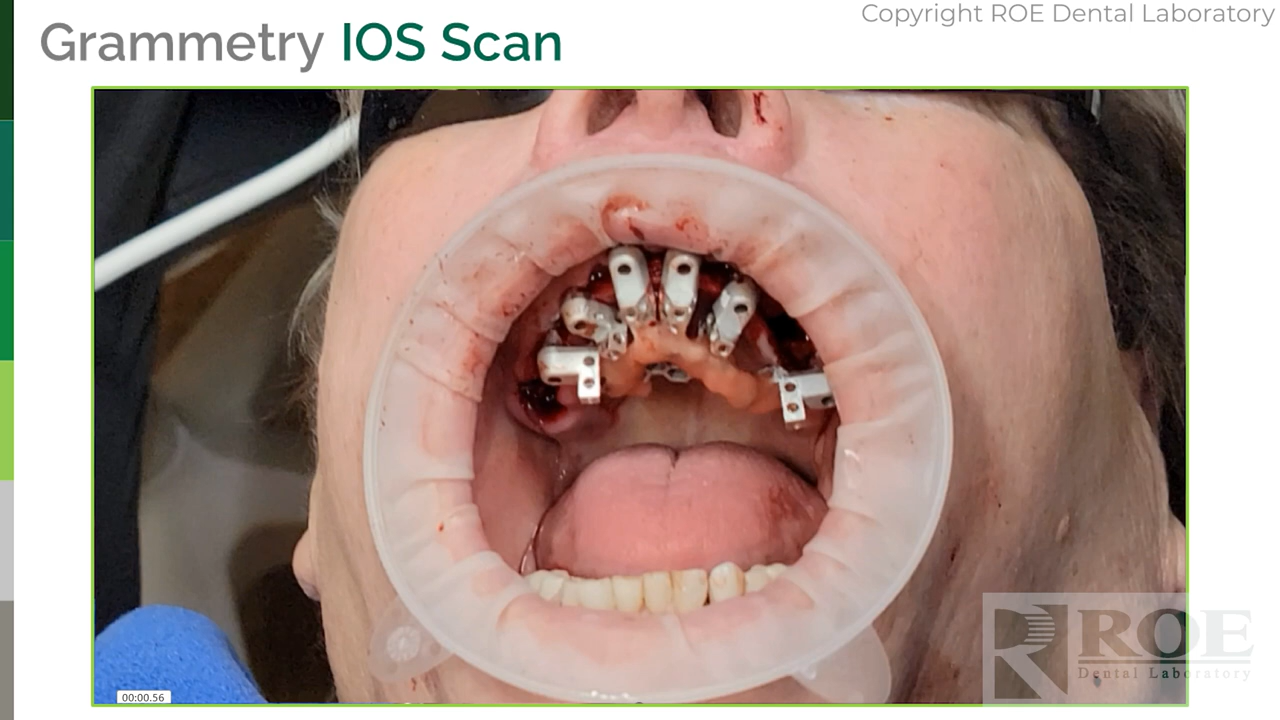 Copyright ROE Dental Laboratory
Grammetry IOS Scan
00:00.56
ROE
Dental Laboratory